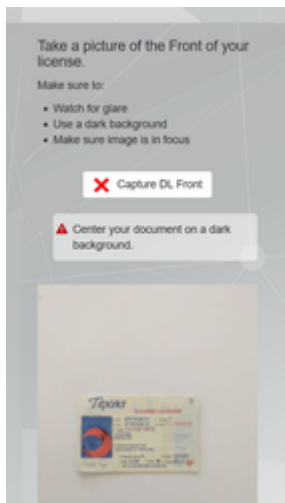 Take a picture of the Front of your
license.
Make sure to:
• Watch for glare
• Use a dark background
• Make sure image is in focus
Capture DL Front
Center your document on a dark
background.
Texas